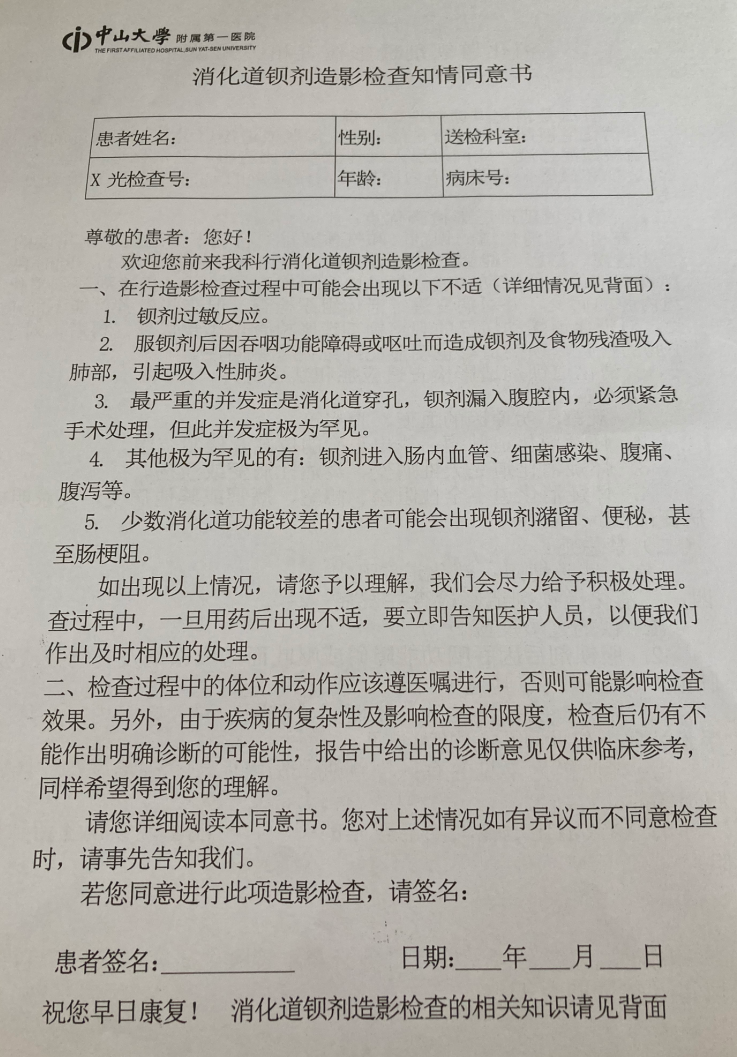 中山大學 附属第一医院
THE FIRST AFFILIATED HOSPITAL, SUN YAT-SEN UNIVERSITY
消化道钡剂造影检查知情同意书
患者姓名： 性别： 送检科室：
X 光检查号： 年龄： 病床号：
尊敬的患者：您好！
欢迎您前来我科行消化道钡剂造影检查。
一、在行造影检查过程中可能会出现以下不适（详细情况见背面）：
1. 钡剂过敏反应。
2. 服钡剂后因吞咽功能障碍或呕吐而造成钡剂及食物残渣吸入
肺部，引起吸入性肺炎。
3. 最严重的并发症是消化道穿孔，钡剂漏入腹腔内，必须紧急
手术处理，但此并发症极为罕见。
4. 其他极为罕见的有：钡剂进入肠内血管、细菌感染、腹痛、
腹泻等。
5. 少数消化道功能较差的患者可能会出现钡剂潴留、便秘，甚
至肠梗阻。
如出现以上情况，请您予以理解，我们会尽力给予积极处理。
查过程中，一旦用药后出现不适，要立即告知医护人员，以便我们
作出及时相应的处理。
二、检查过程中的体位和动作应该遵医嘱进行，否则可能影响检查
效果。另外，由于疾病的复杂性及影响检查的限度，检查后仍有不
能作出明确诊断的可能性，报告中给出的诊断意见仅供临床参考，
同样希望得到您的理解。
请您详细阅读本同意书。您对上述情况如有异议而不同意检查
时，请事先告知我们。
若您同意进行此项造影检查，请签名：
患者签名：__________ 日期：___年___月___日
祝您早日康复！ 消化道钡剂造影检查的相关知识请见背面